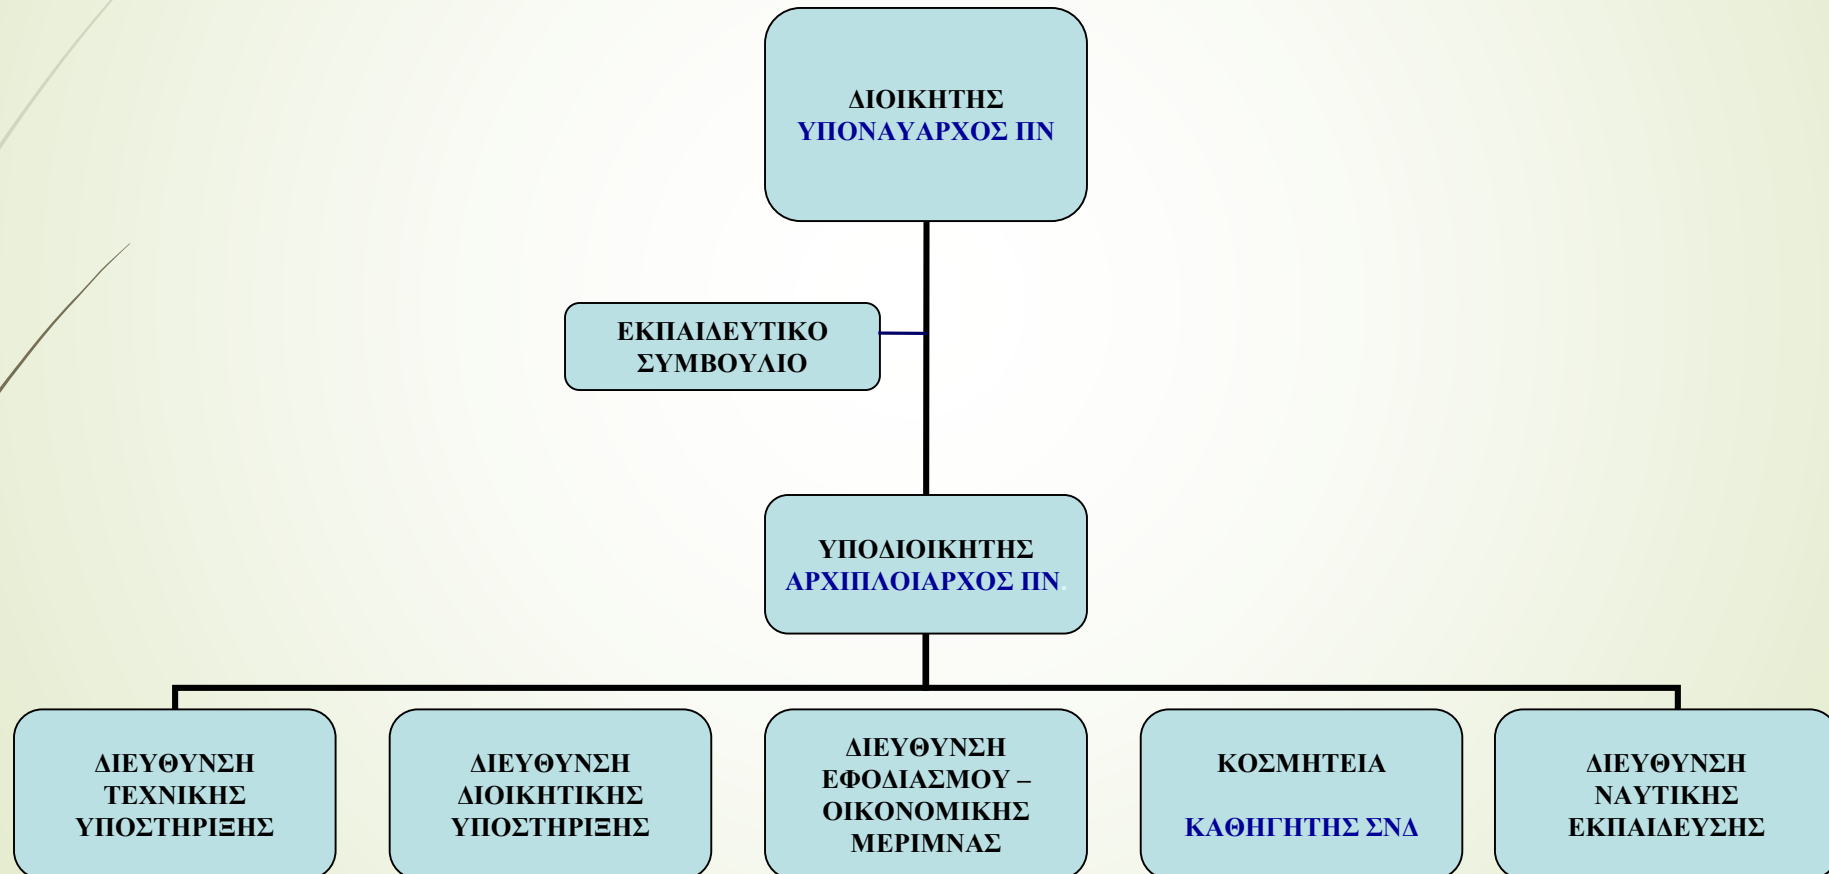 ΔΙΟΙΚΗΤΗΣ
ΥΠΟΝΑΥΑΡΧΟΣ ΠΝ
ΕΚΠΑΙΔΕΥΤΙΚΟ
ΣΥΜΒΟΥΛΙΟ
ΥΠΟΔΙΟΙΚΗΤΗΣ
ΑΡΧΙΠΛΟΙΑΡΧΟΣ ΠΝ.
ΔΙΕΥΘΥΝΣΗ
ΤΕΧΝΙΚΗΣ
ΥΠΟΣΤΗΡΙΞΗΣ
ΔΙΕΥΘΥΝΣΗ
ΔΙΟΙΚΗΤΙΚΗΣ
ΥΠΟΣΤΗΡΙΞΗΣ
ΔΙΕΥΘΥΝΣΗ
ΕΦΟΔΙΑΣΜΟΥ –
ΟΙΚΟΝΟΜΙΚΗΣ
ΜΕΡΙΜΝΑΣ
ΚΟΣΜΗΤΕΙΑ
ΚΑΘΗΓΗΤΗΣ ΣΝΔ
ΔΙΕΥΘΥΝΣΗ
ΝΑΥΤΙΚΗΣ
ΕΚΠΑΙΔΕΥΣΗΣ